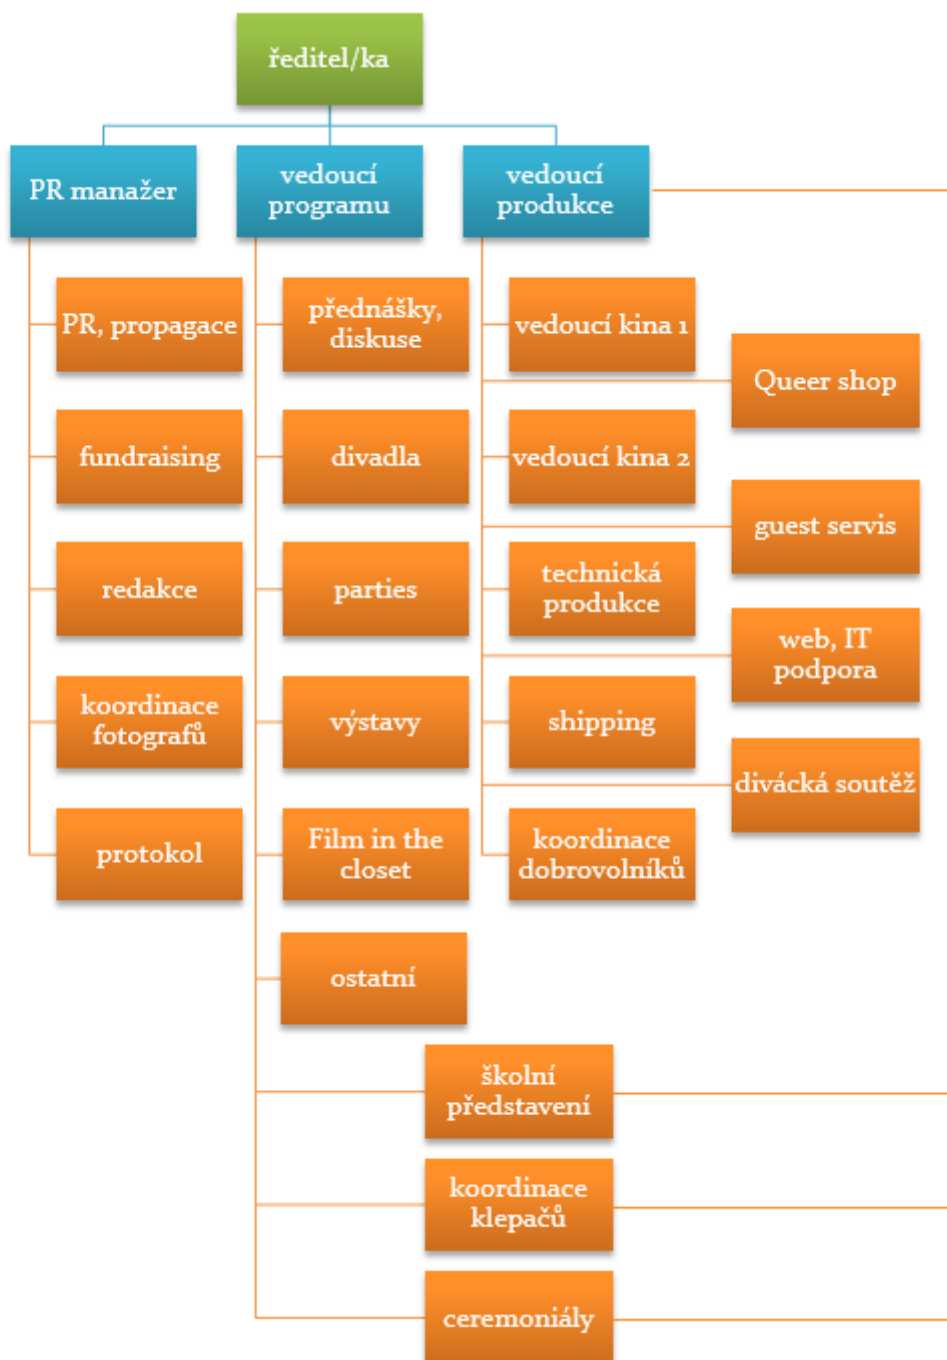 ředitel/ka
PR manažer
vedoucí
programu
vedoucí
produkce
PR, propagace
fundraising
redakce
koordinace
fotografů
protokol
přednášky,
diskuse
divadla
parties
výstavy
Film in the
closet
ostatní
školní
představení
koordinace
klepačů
ceremoniály
vedoucí kina 1
vedoucí kina 2
technická
produkce
shipping
koordinace
dobrovolníků
Queer shop
guest servis
web, IT
podpora
divácká soutěž